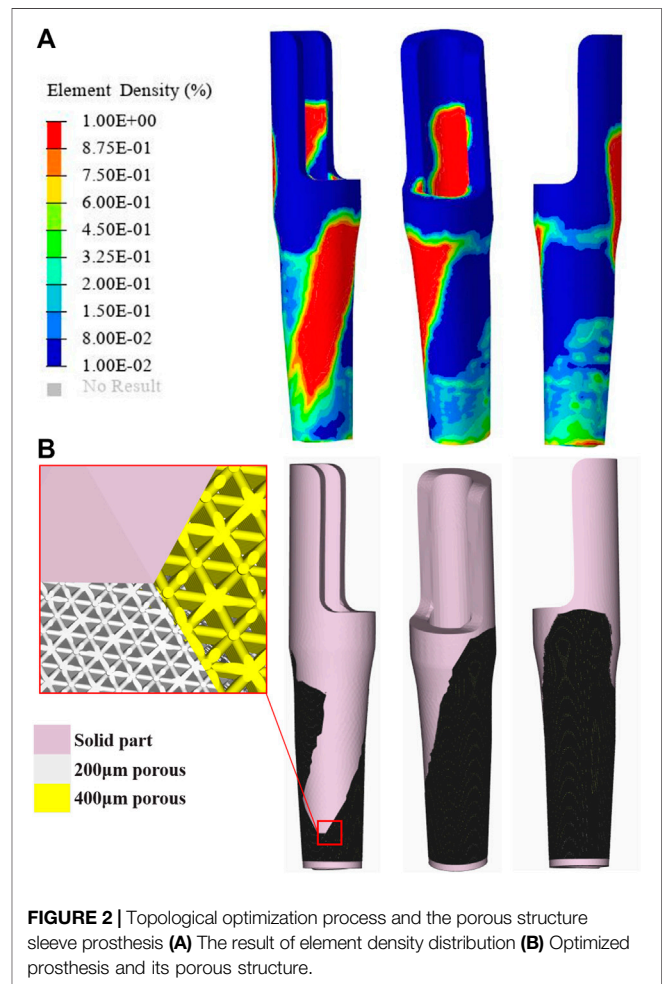 A
Element Density (%)
1.00E+00
8.75E-01
7.50E-01
6.00E-01
4.50E-01
3.25E-01
2.00E-01
1.50E-01
8.00E-02
1.00E-02
No Result
B
Solid part
200μm porous
400μm porous
FIGURE 2 | Topological optimization process and the porous structure
sleeve prosthesis (A) The result of element density distribution (B) Optimized
prosthesis and its porous structure.